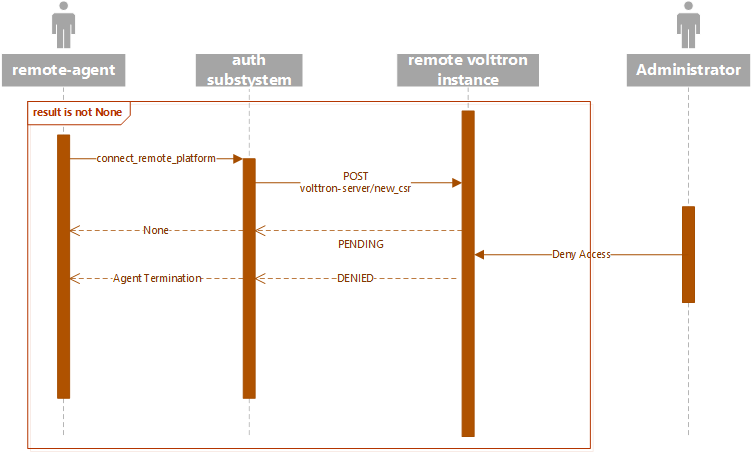 remote-agent
auth
substystem
remote volttron
instance
Administrator
result is not None
connect_remote_platform
POST
volttron-server/new_csr
None
PENDING
Deny Access
Agent Termination
DENIED